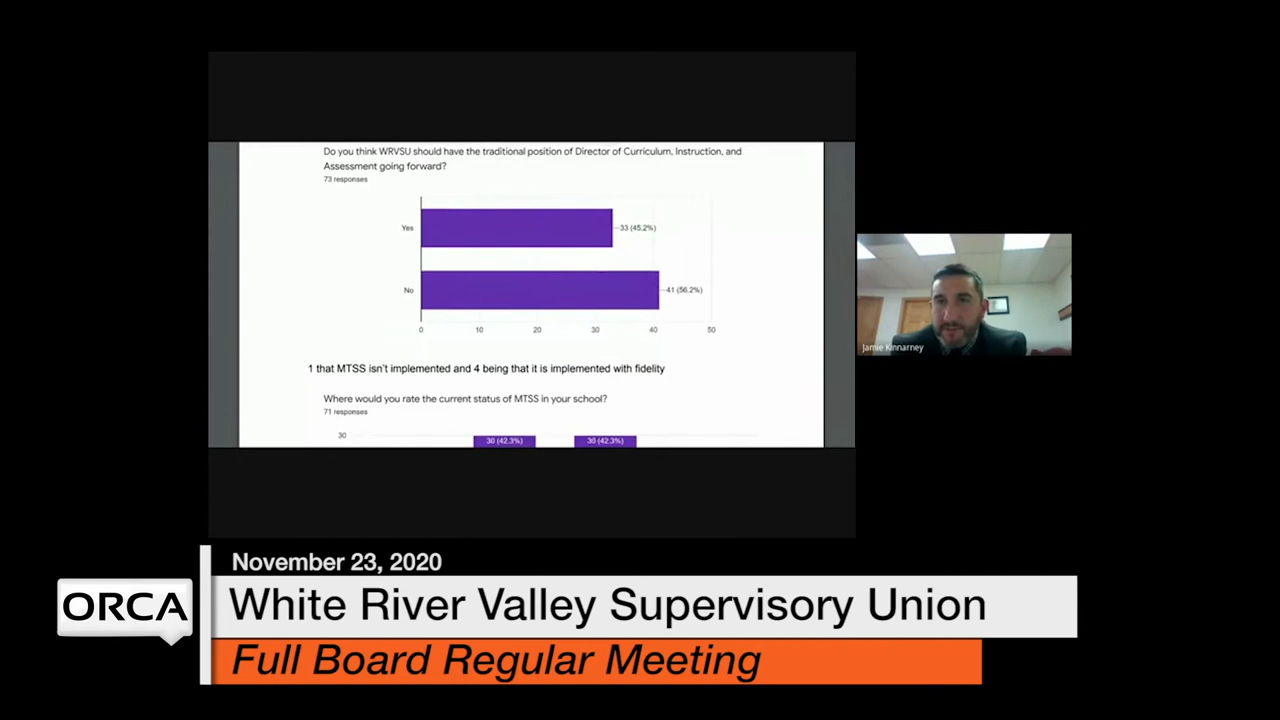 Do you think WRVSU should have the traditional position of Director of Curriculum, Instruction, and
Assessment going forward?
73 responses
Yes
33 (45.2%)
No
41 (56.2%)
0 10 20 30 40 50
1 that MTSS isn't implemented and 4 being that it is implemented with fidelity
Where would you rate the current status of MTSS in your school?
71 responses
30
30 (42.3%) 30 (42.3%)
Jamie Kinnarney
November 23, 2020
ORCA
White River Valley Supervisory Union
Full Board Regular Meeting